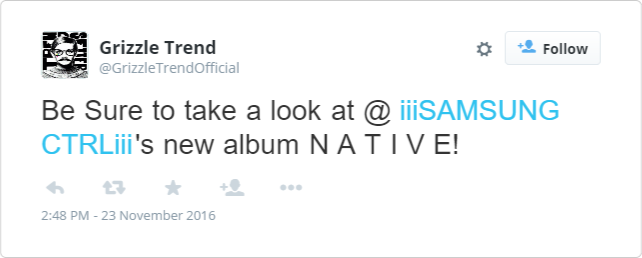 Grizzle Trend
@GrizzleTrendOfficial
Follow
Be Sure to take a look at @ iiiSAMSUNG
CTRLiii's new album N A T I V E!
2:48 PM - 23 November 2016